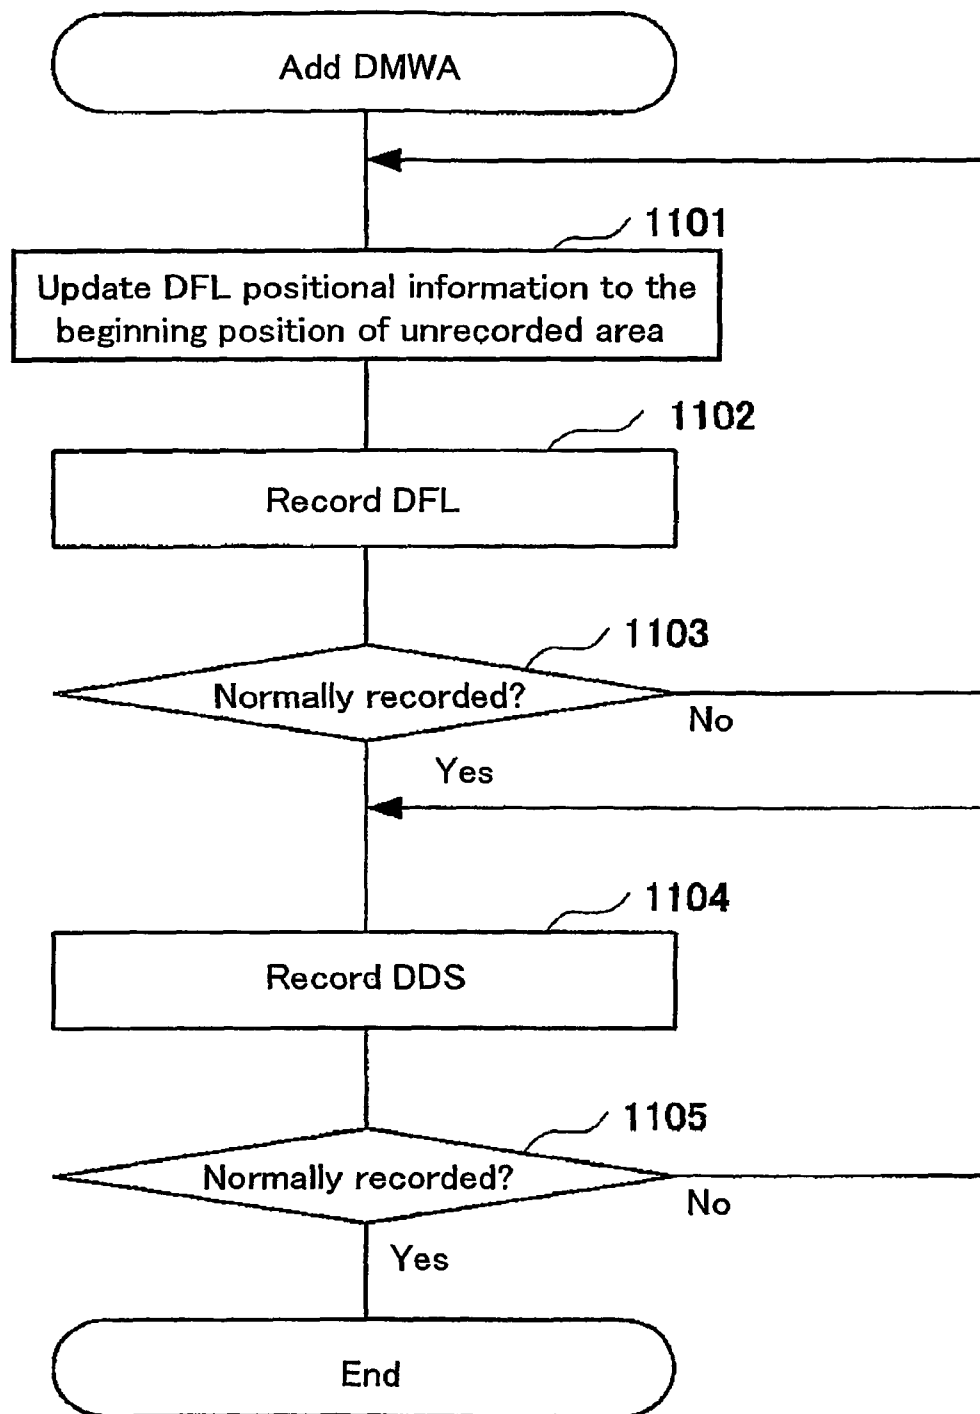 Add DMWA
1101
Update DFL positional information to the
beginning position of unrecorded area
1102
Record DFL
1103
Normally recorded?
No
Yes
1104
Record DDS
1105
Normally recorded?
No
Yes
End